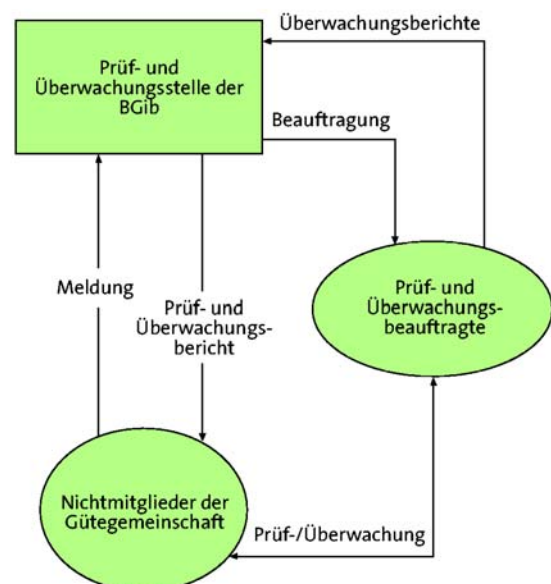 Überwachungsberichte
Prüf- und
Überwachungsstelle der
BGib
Beauftragung
Meldung
Prüf- und
Überwachungs-
bericht
Prüf- und
Überwachungs-
beauftragte
Nichtmitglieder der
Gütegemeinschaft
Prüf-/Überwachung